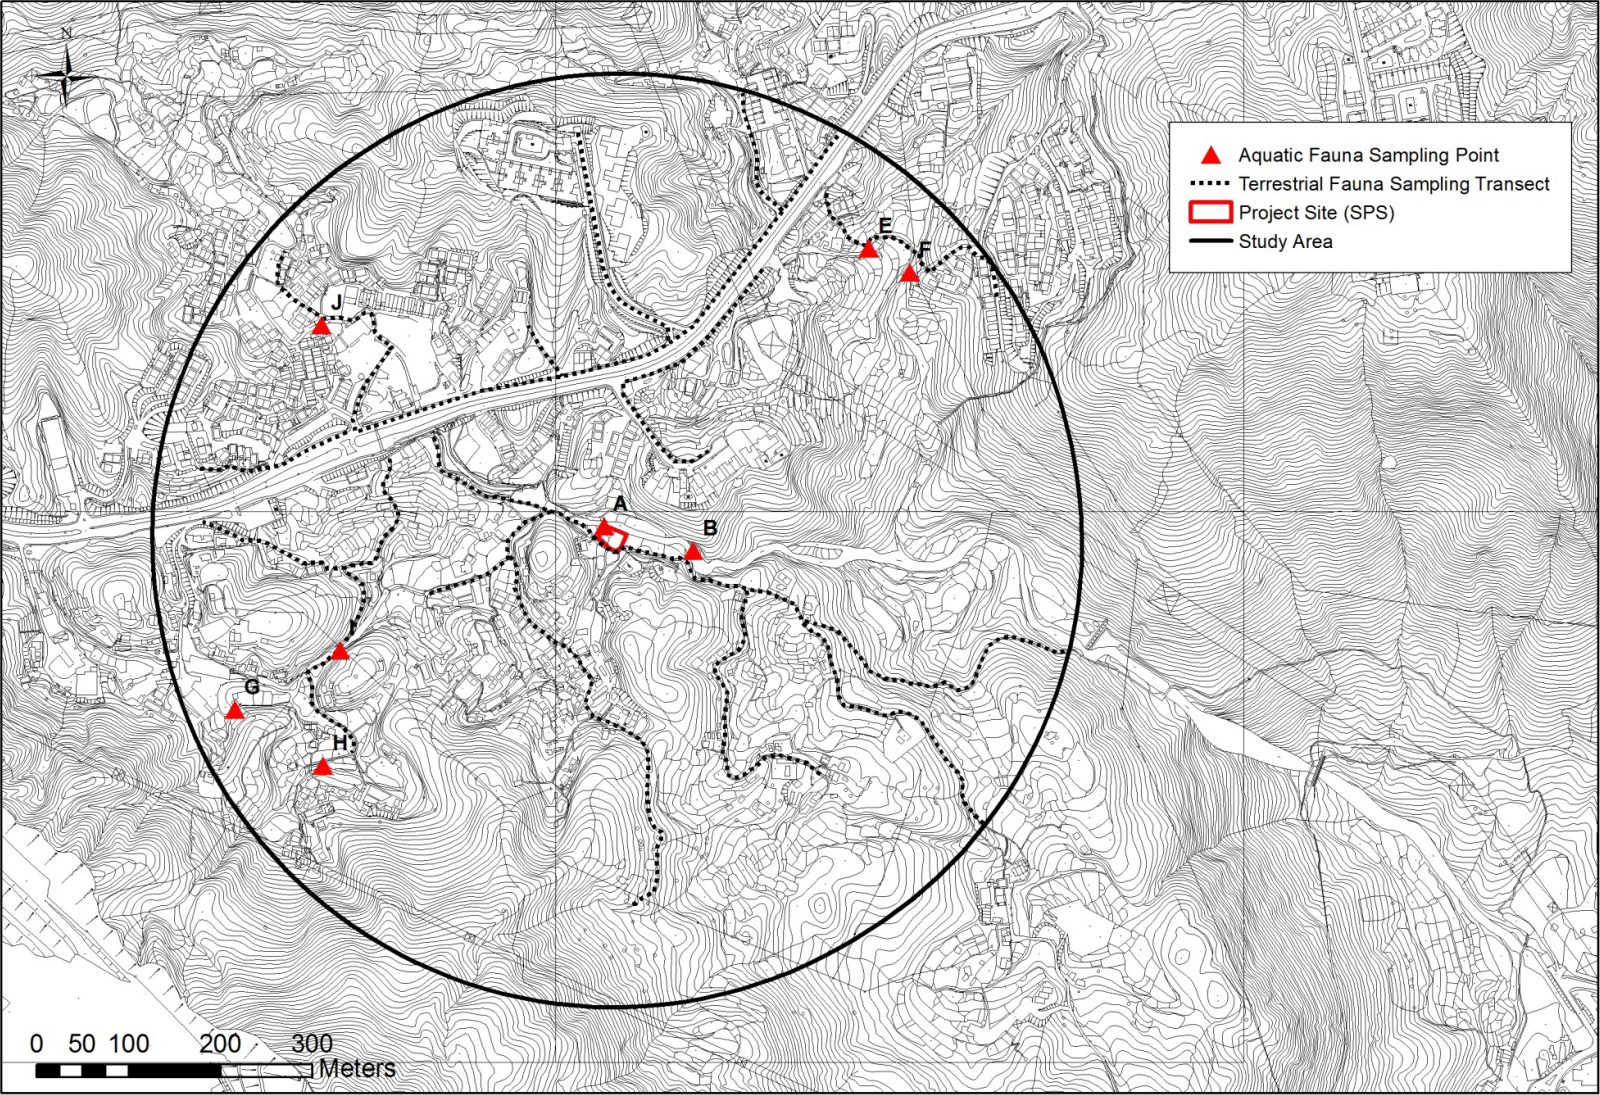 N
Aquatic Fauna Sampling Point
Terrestrial Fauna Sampling Transect
Project Site (SPS)
Study Area
E
F
J
A
B
I
G
H
0 50 100 200 300
Meters